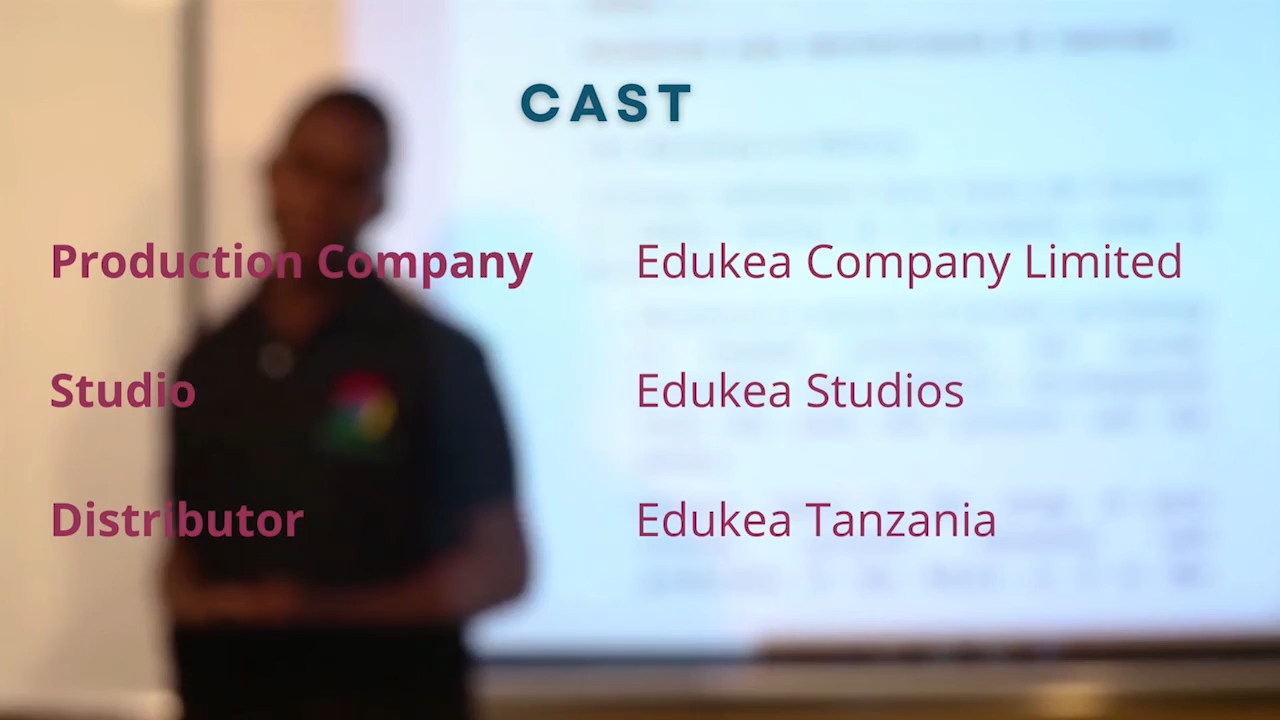 CAST
Production Company Edukea Company Limited
Studio Edukea Studios
Distributor Edukea Tanzania